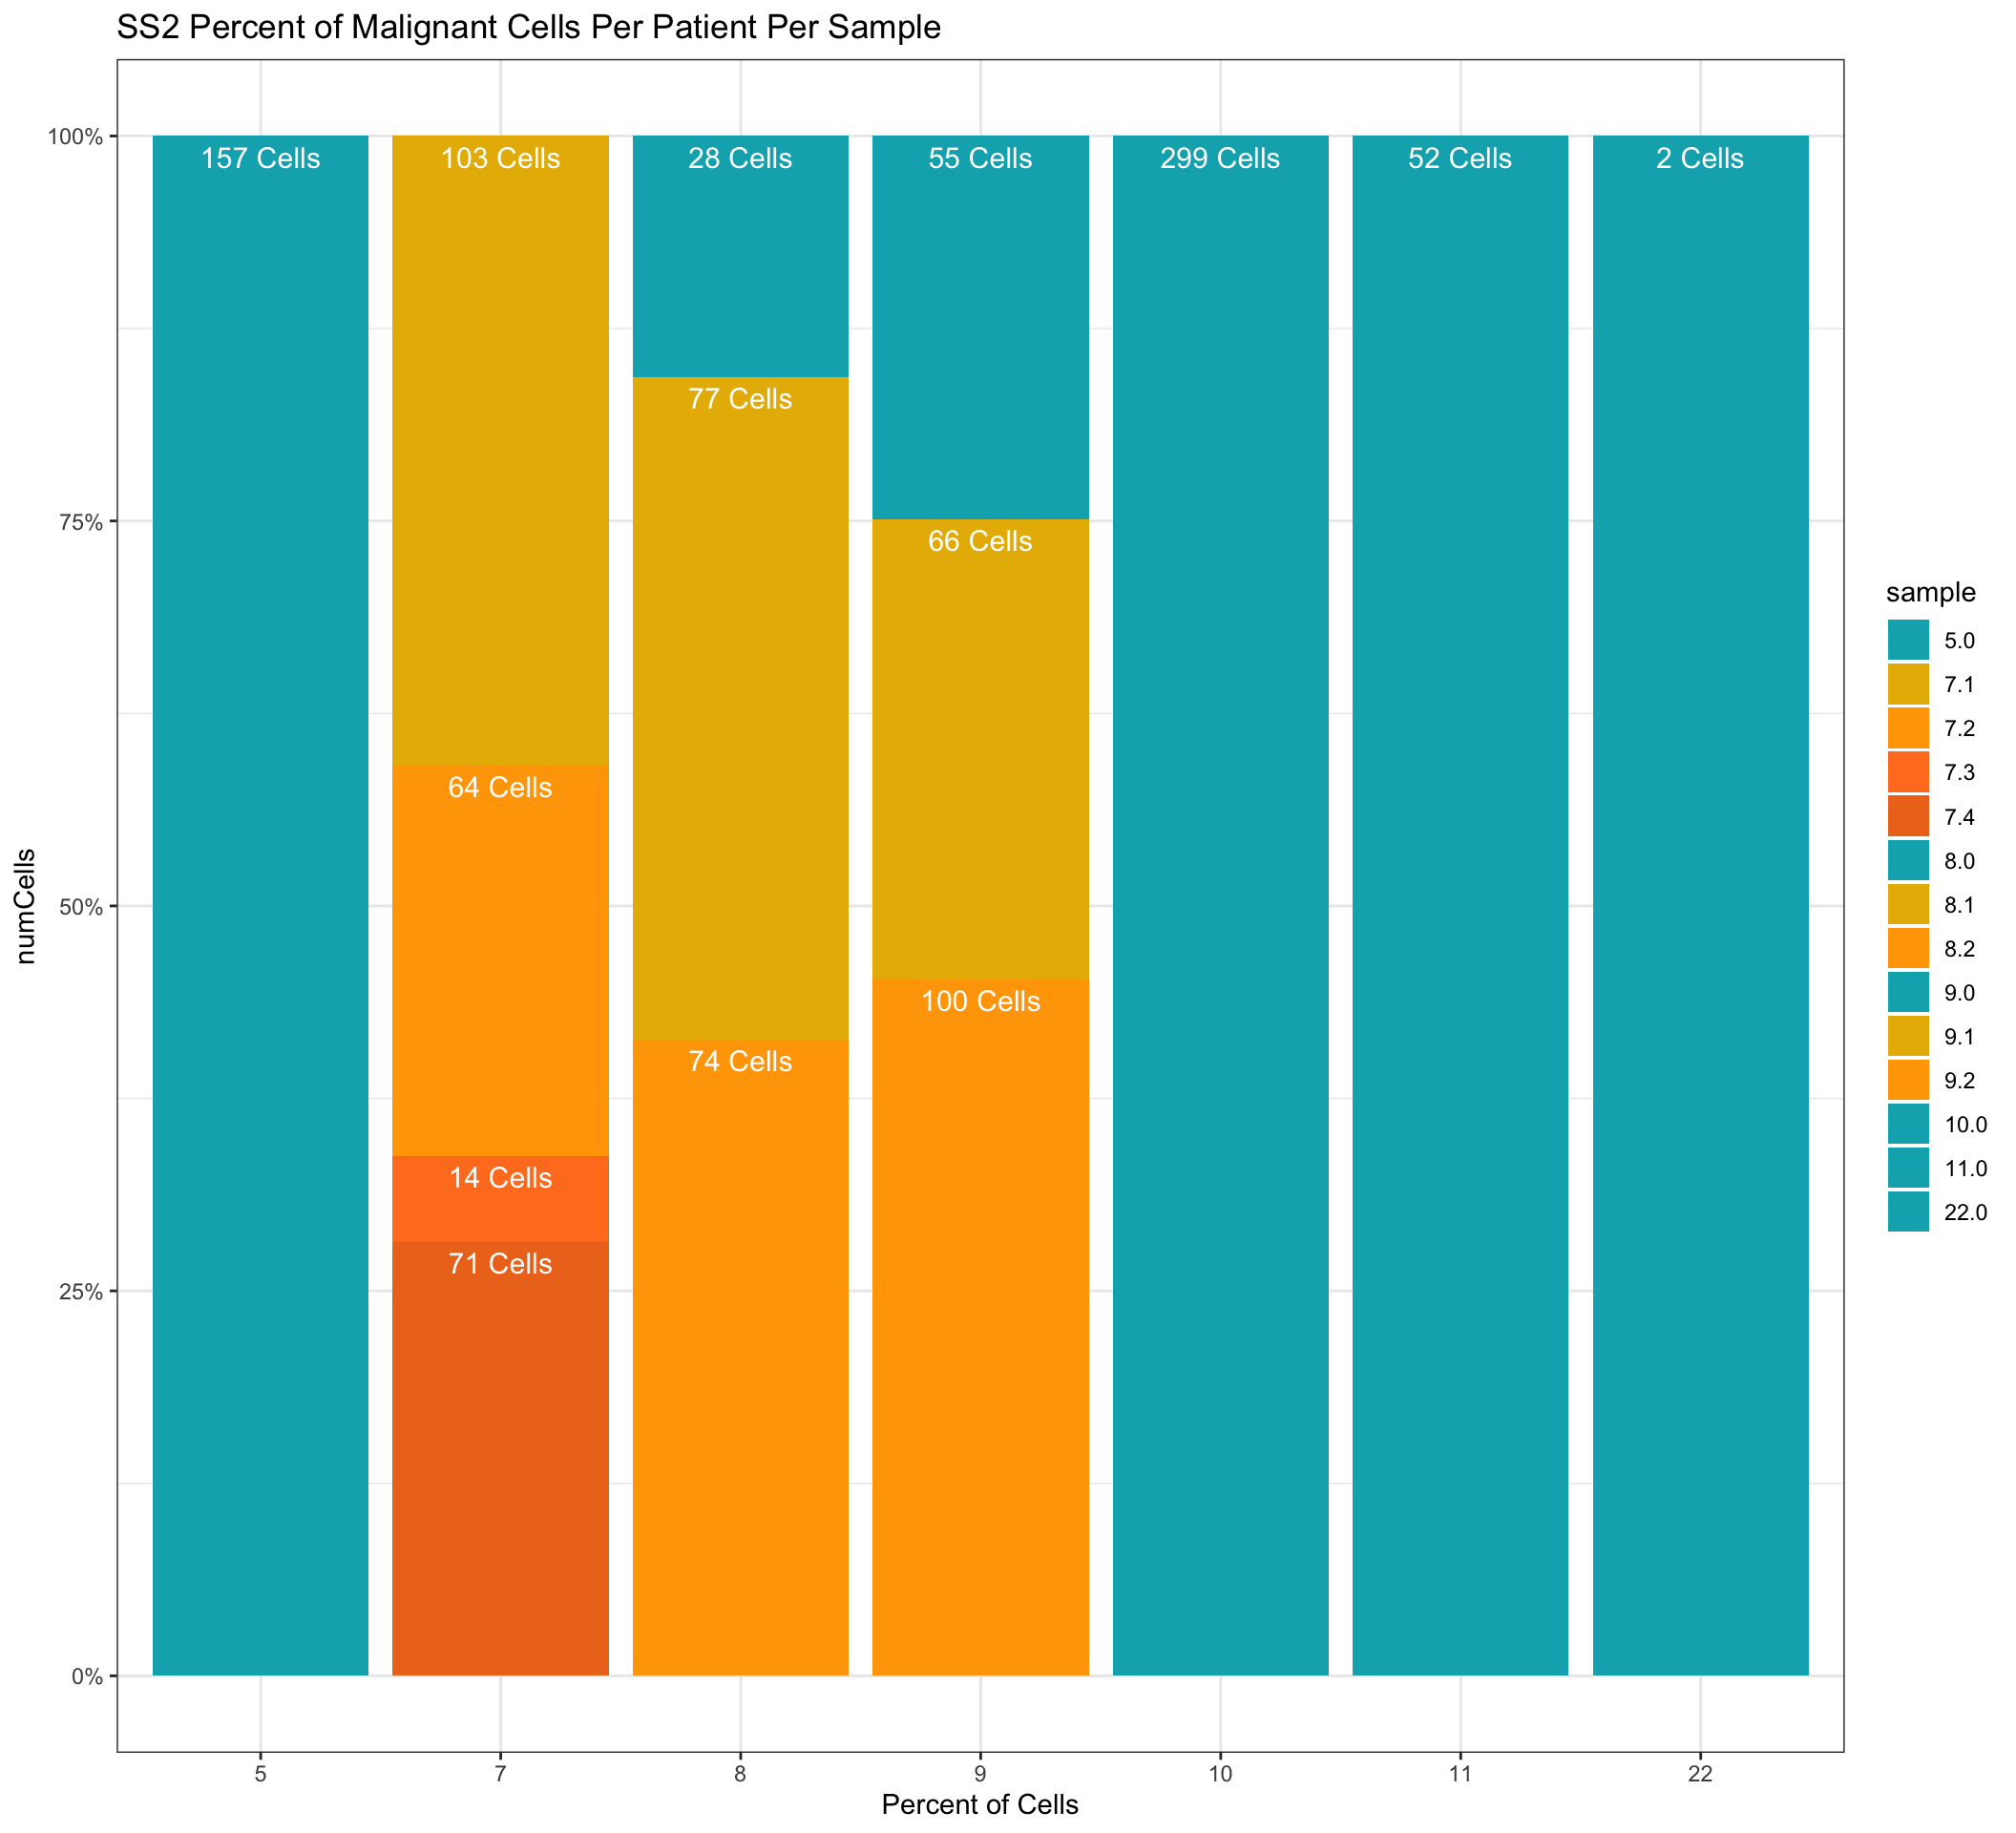 SS2 Percent of Malignant Cells Per Patient Per Sample
100%
75%
50%
25%
0%
numCells
157 Cells
103 Cells
64 Cells
14 Cells
71 Cells
28 Cells
77 Cells
74 Cells
55 Cells
66 Cells
100 Cells
299 Cells
52 Cells
2 Cells
5
7
8
9
10
11
22
Percent of Cells
sample
5.0
7.1
7.2
7.3
7.4
8.0
8.1
8.2
9.0
9.1
9.2
10.0
11.0
22.0